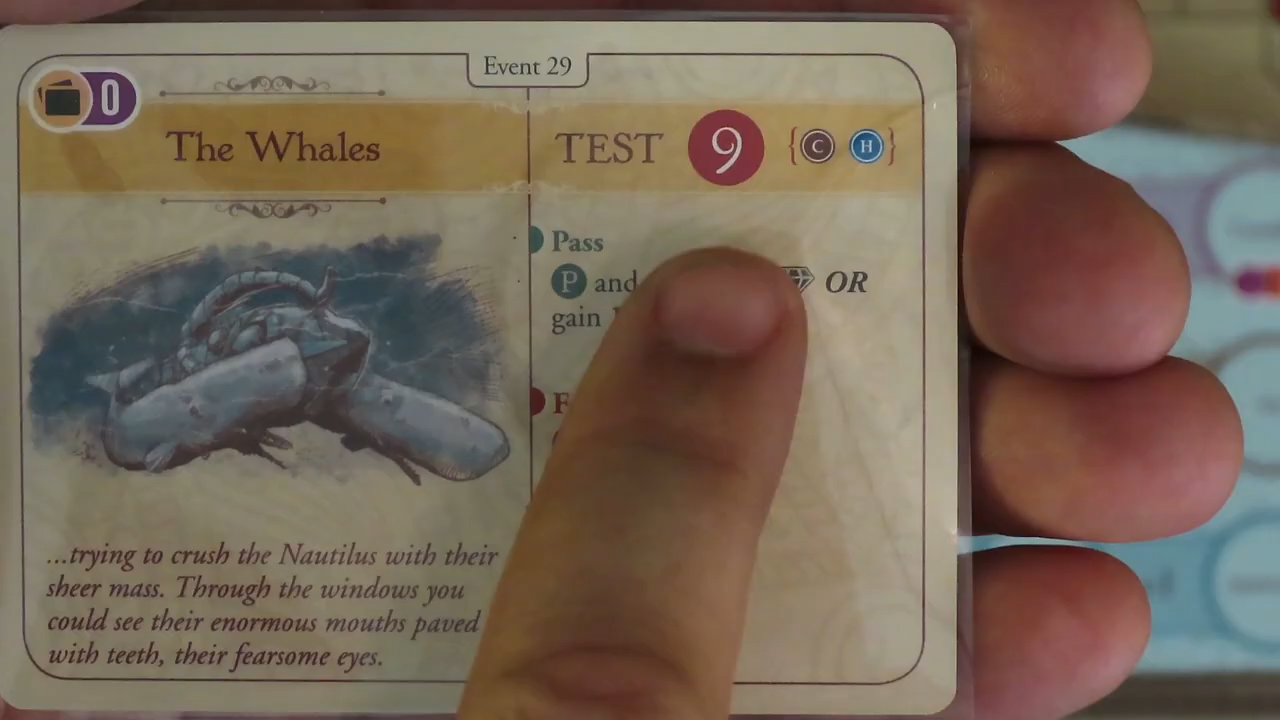 Event 29
0
The Whales
TEST 9 {C H}
Pass
P and OR
gain
...trying to crush the Nautilus with their
sheer mass. Through the windows you
could see their enormous mouths paved
with teeth, their fearsome eyes.